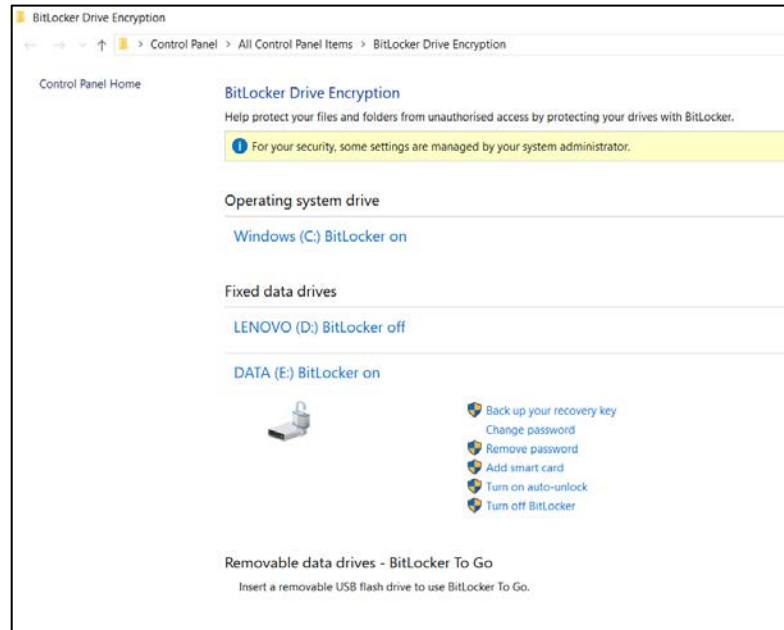 BitLocker Drive Encryption
Control Panel > All Control Panel Items > BitLocker Drive Encryption
Control Panel Home
BitLocker Drive Encryption
Help protect your files and folders from unauthorised access by protecting your drives with BitLocker.
For your security, some settings are managed by your system administrator.
Operating system drive
Windows (C:) BitLocker on
Fixed data drives
LENOVO (D:) BitLocker off
DATA (E:) BitLocker on
Back up your recovery key
Change password
Remove password
Add smart card
Turn on auto-unlock
Turn off BitLocker
Removable data drives - BitLocker To Go
Insert a removable USB flash drive to use BitLocker To Go.